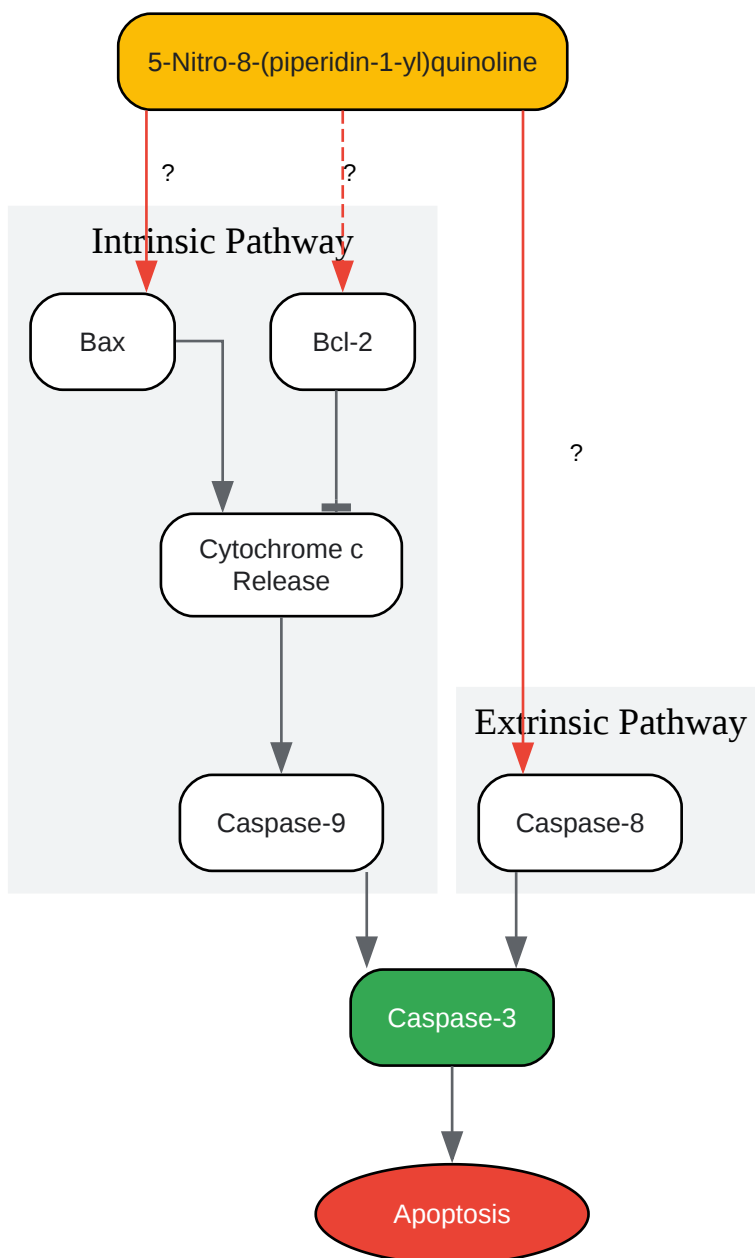 5-Nitro-8-(piperidin-1-yl)quinoline
?
?
Intrinsic Pathway
Bax
Bcl-2
?
Cytochrome c
Release
Extrinsic Pathway
Caspase-9
Caspase-8
Caspase-3
Apoptosis